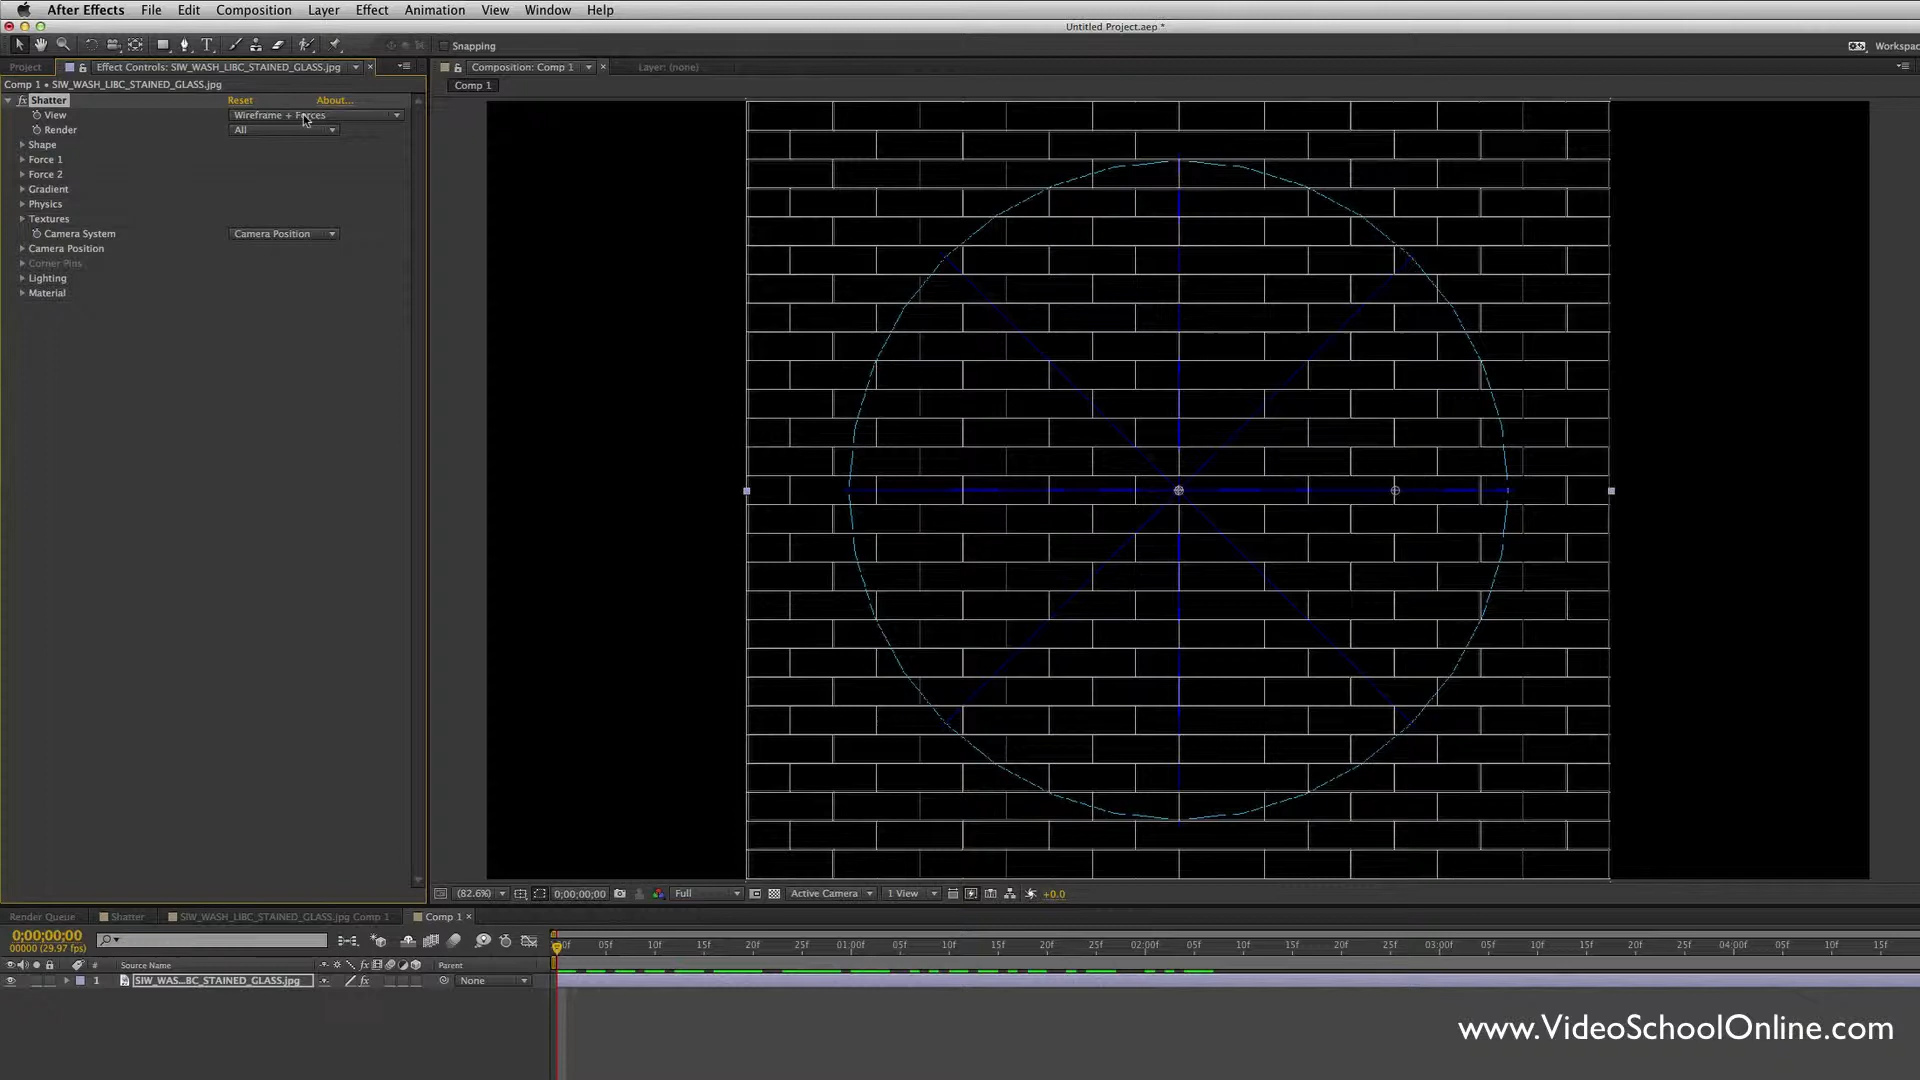 After Effects File Edit Composition Layer Effect Animation View Window Help
Untitled Project.aep *
Snapping
Workspac
Project Effect Controls: SIW_WASH_LIBC_STAINED_GLASS.jpg ×
Composition: Comp 1 × Layer: (none)
Comp 1 • SIW_WASH_LIBC_STAINED_GLASS.jpg
Comp 1
fx Shatter Reset About...
View Wireframe + Forces
Render All
Shape
Force 1
Force 2
Gradient
Physics
Textures
Camera System Camera Position
Camera Position
Corner Pins
Lighting
Material
(82.6%) 0;00;00;00 Full Active Camera 1 View +0.0
Render Queue Shatter SIW_WASH_LIBC_STAINED_GLASS.jpg Comp 1 Comp 1 ×
0;00;00;00
00000 (29.97 fps)
0f 05f 10f 15f 20f 25f 01:00f 05f 10f 15f 20f 25f 02:00f 05f 10f 15f 20f 25f 03:00f 05f 10f 15f 20f 25f 04:00f 05f 10f 15f
# Source Name fx Parent
1 SIW_WAS...BC_STAINED_GLASS.jpg fx None
www.VideoSchoolOnline.com